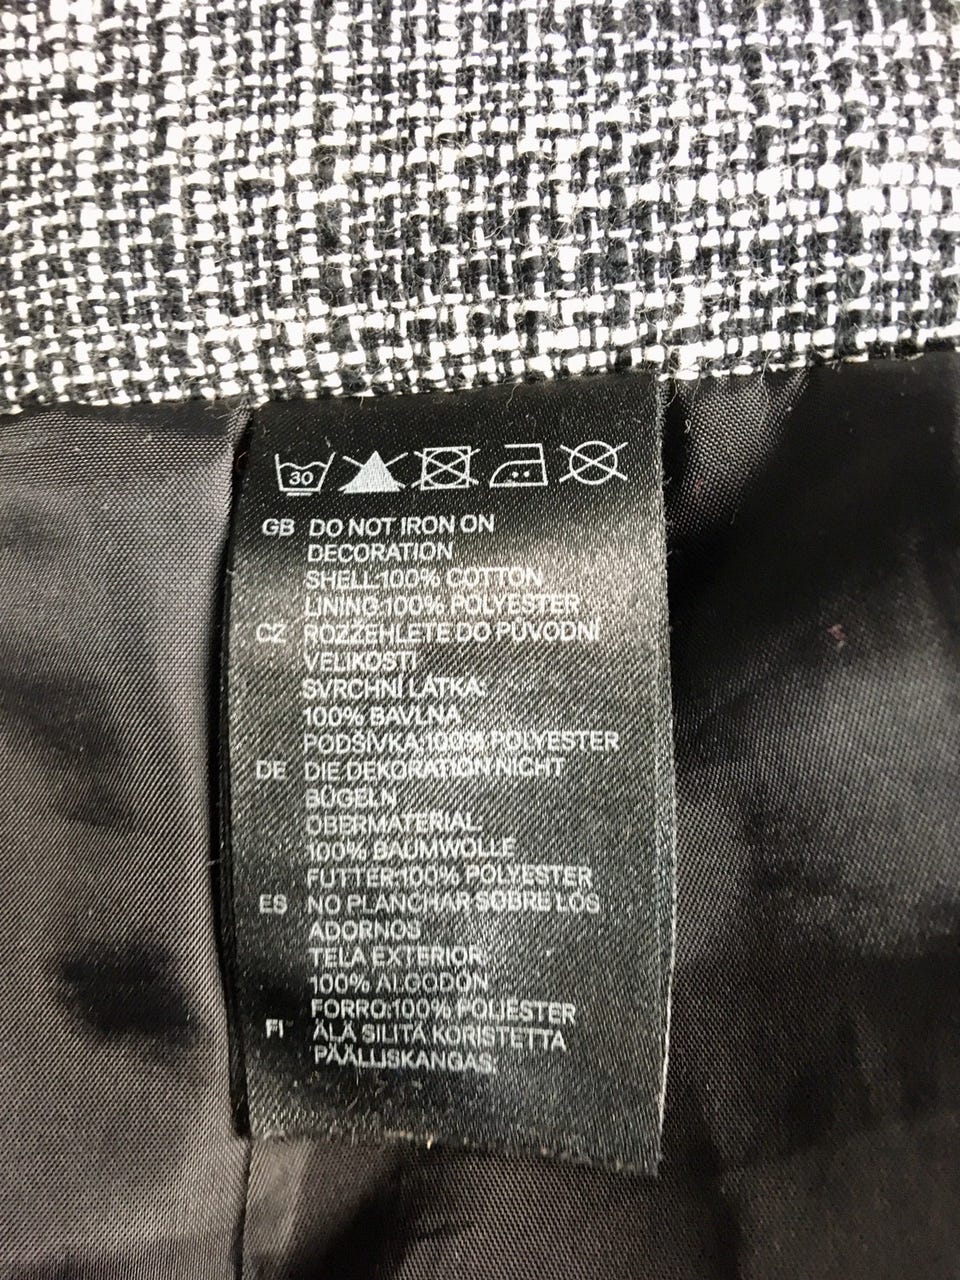 30
GB DO NOT IRON ON
DECORATION
SHELL:100% COTTON
LINING:100% POLYESTER
CZ ROZŽEHLETE DO PŮVODNÍ
VELIKOSTI
SVRCHNÍ LÁTKA:
100% BAVLNA
PODŠÍVKA:100% POLYESTER
DE DIE DEKORATION NICHT
BÜGELN
OBERMATERIAL:
100% BAUMWOLLE
FUTTER:100% POLYESTER
ES NO PLANCHAR SOBRE LOS
ADORNOS
TELA EXTERIOR:
100% ALGODÓN
FORRO:100% POLIÉSTER
FI ÄLÄ SILITÄ KORISTETTA
PÄÄLLISKANGAS: